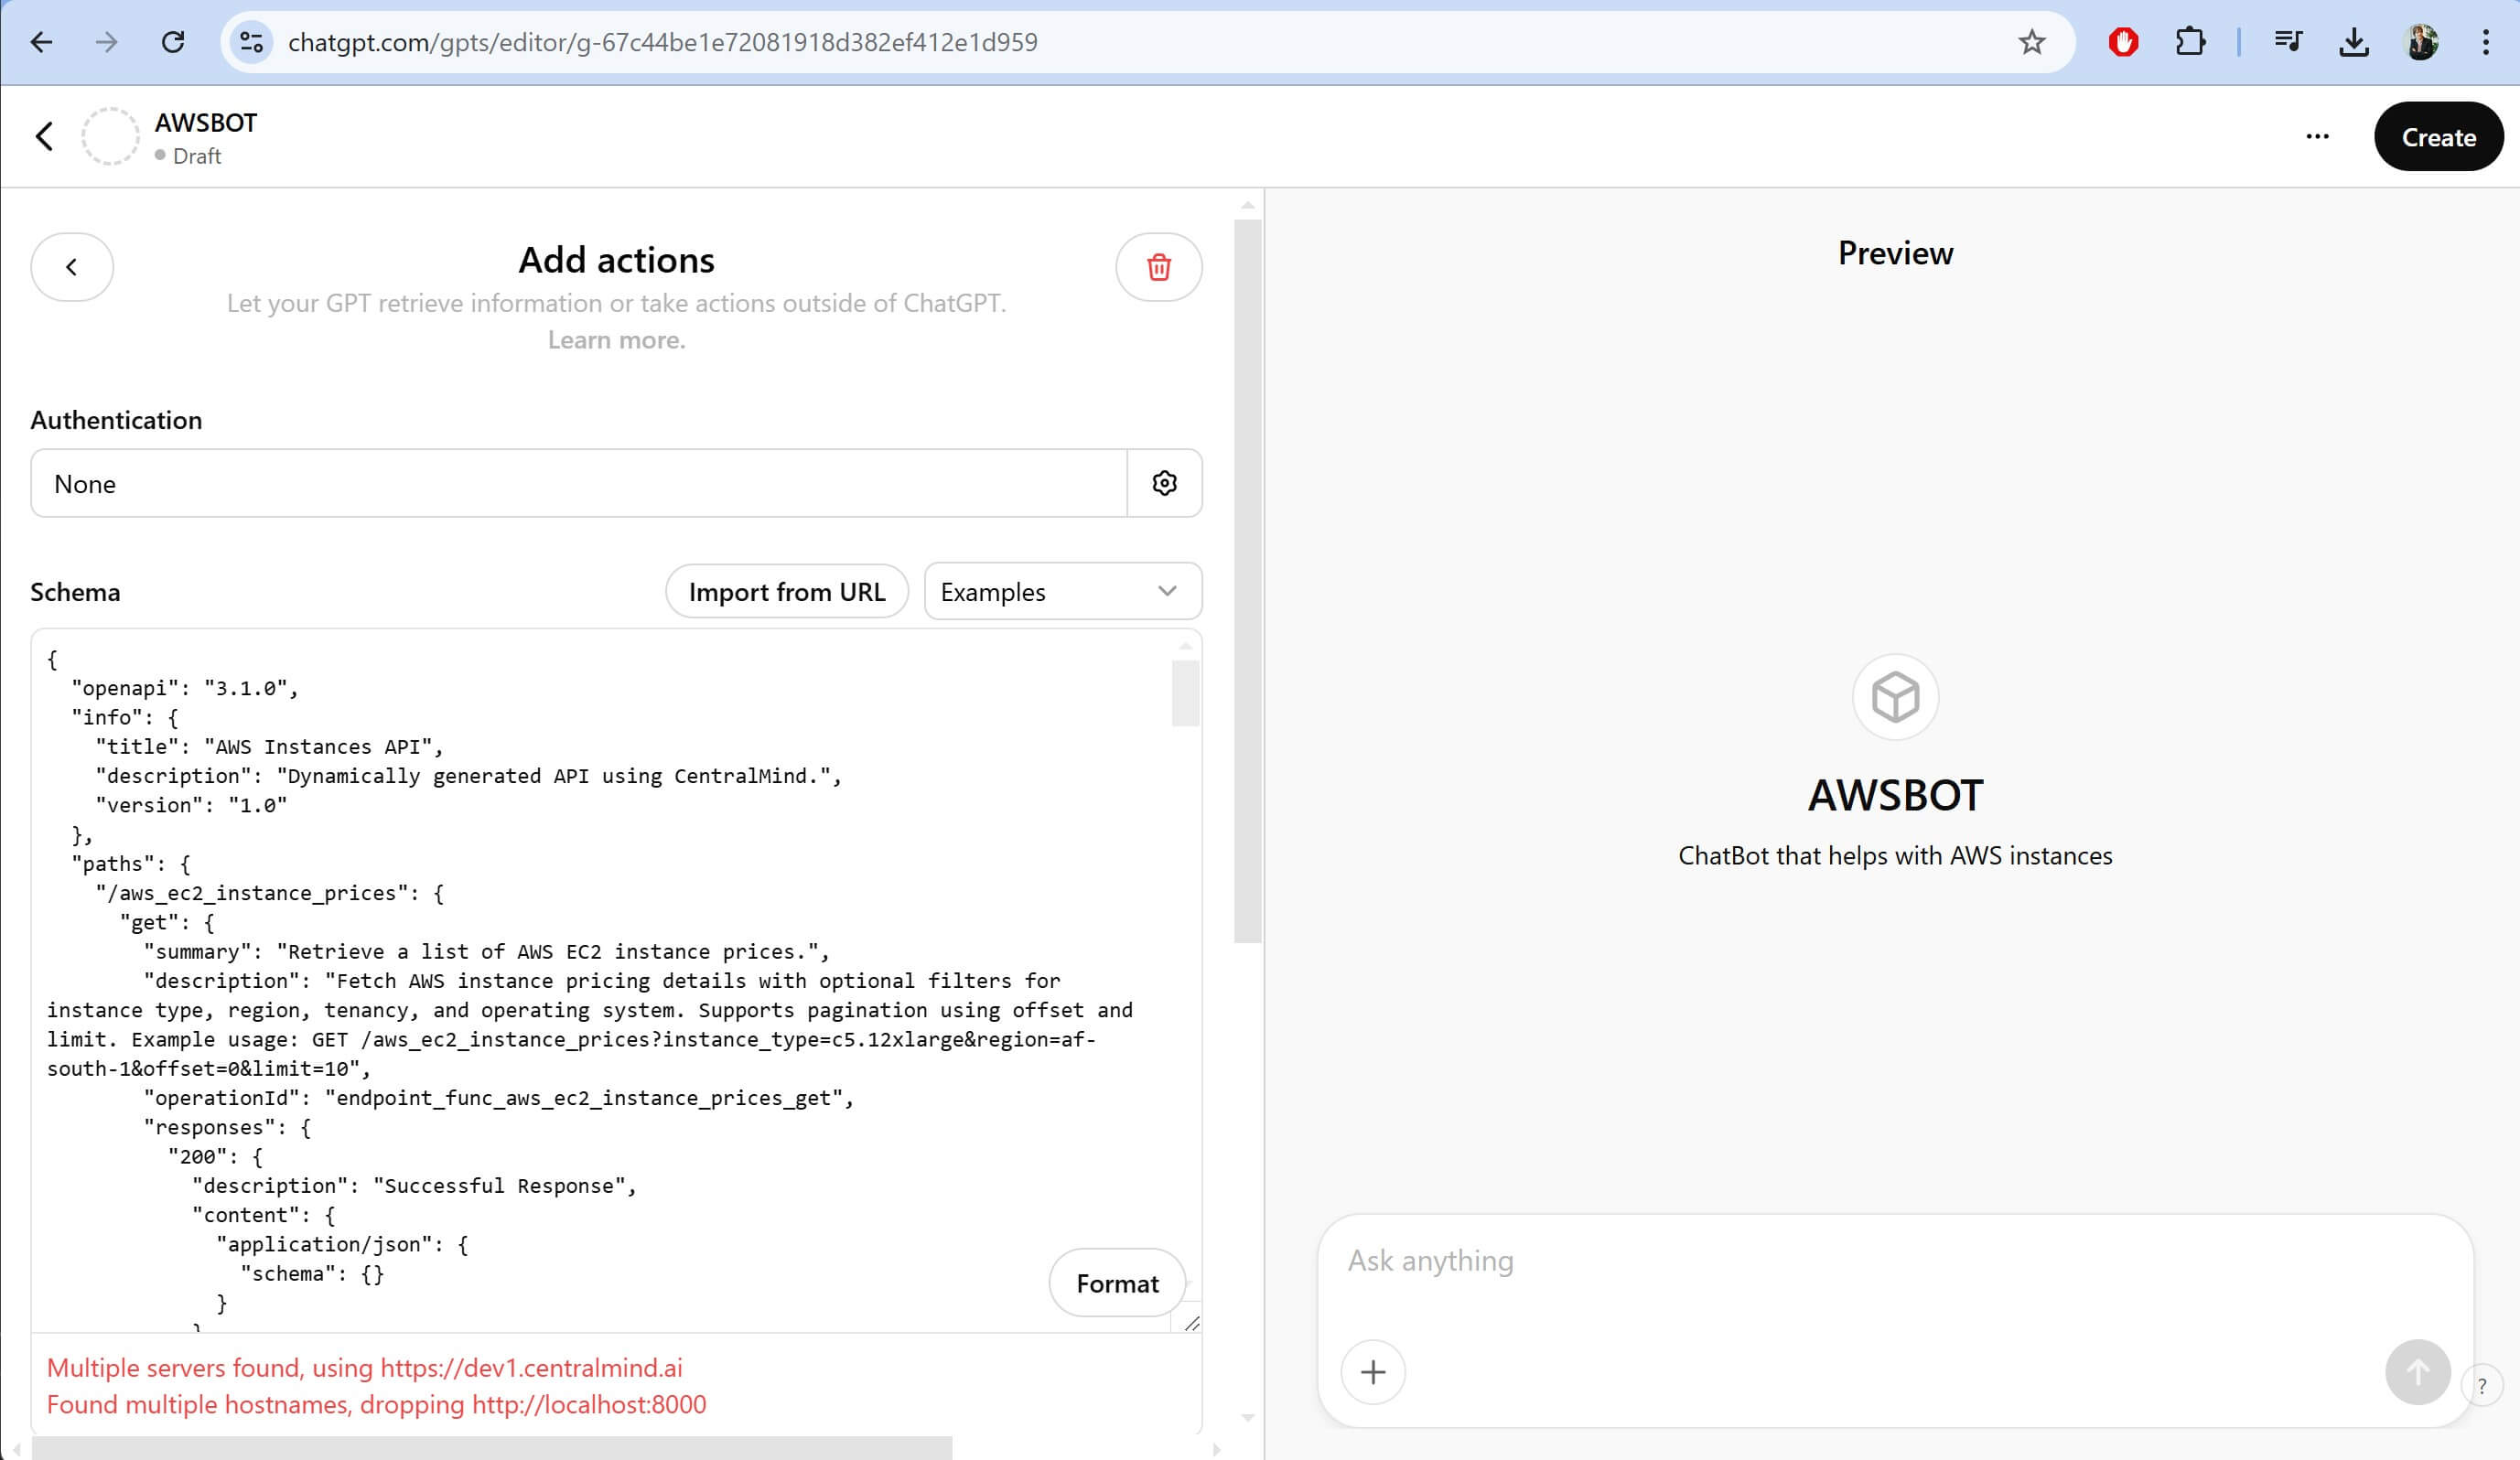 chatgpt.com/gpts/editor/g-67c44be1e72081918d382ef412e1d959
AWSBOT
Draft
Create
Add actions
Let your GPT retrieve information or take actions outside of ChatGPT.
Learn more.
Authentication
None
Schema
Import from URL
Examples
{
  "openapi": "3.1.0",
  "info": {
    "title": "AWS Instances API",
    "description": "Dynamically generated API using CentralMind.",
    "version": "1.0"
  },
  "paths": {
    "/aws_ec2_instance_prices": {
      "get": {
        "summary": "Retrieve a list of AWS EC2 instance prices.",
        "description": "Fetch AWS instance pricing details with optional filters for
instance type, region, tenancy, and operating system. Supports pagination using offset and
limit. Example usage: GET /aws_ec2_instance_prices?instance_type=c5.12xlarge&region=af-
south-1&offset=0&limit=10",
        "operationId": "endpoint_func_aws_ec2_instance_prices_get",
        "responses": {
          "200": {
            "description": "Successful Response",
            "content": {
              "application/json": {
                "schema": {}
              }
            }
Format
Multiple servers found, using https://dev1.centralmind.ai
Found multiple hostnames, dropping http://localhost:8000
Preview
AWSBOT
ChatBot that helps with AWS instances
Ask anything
?